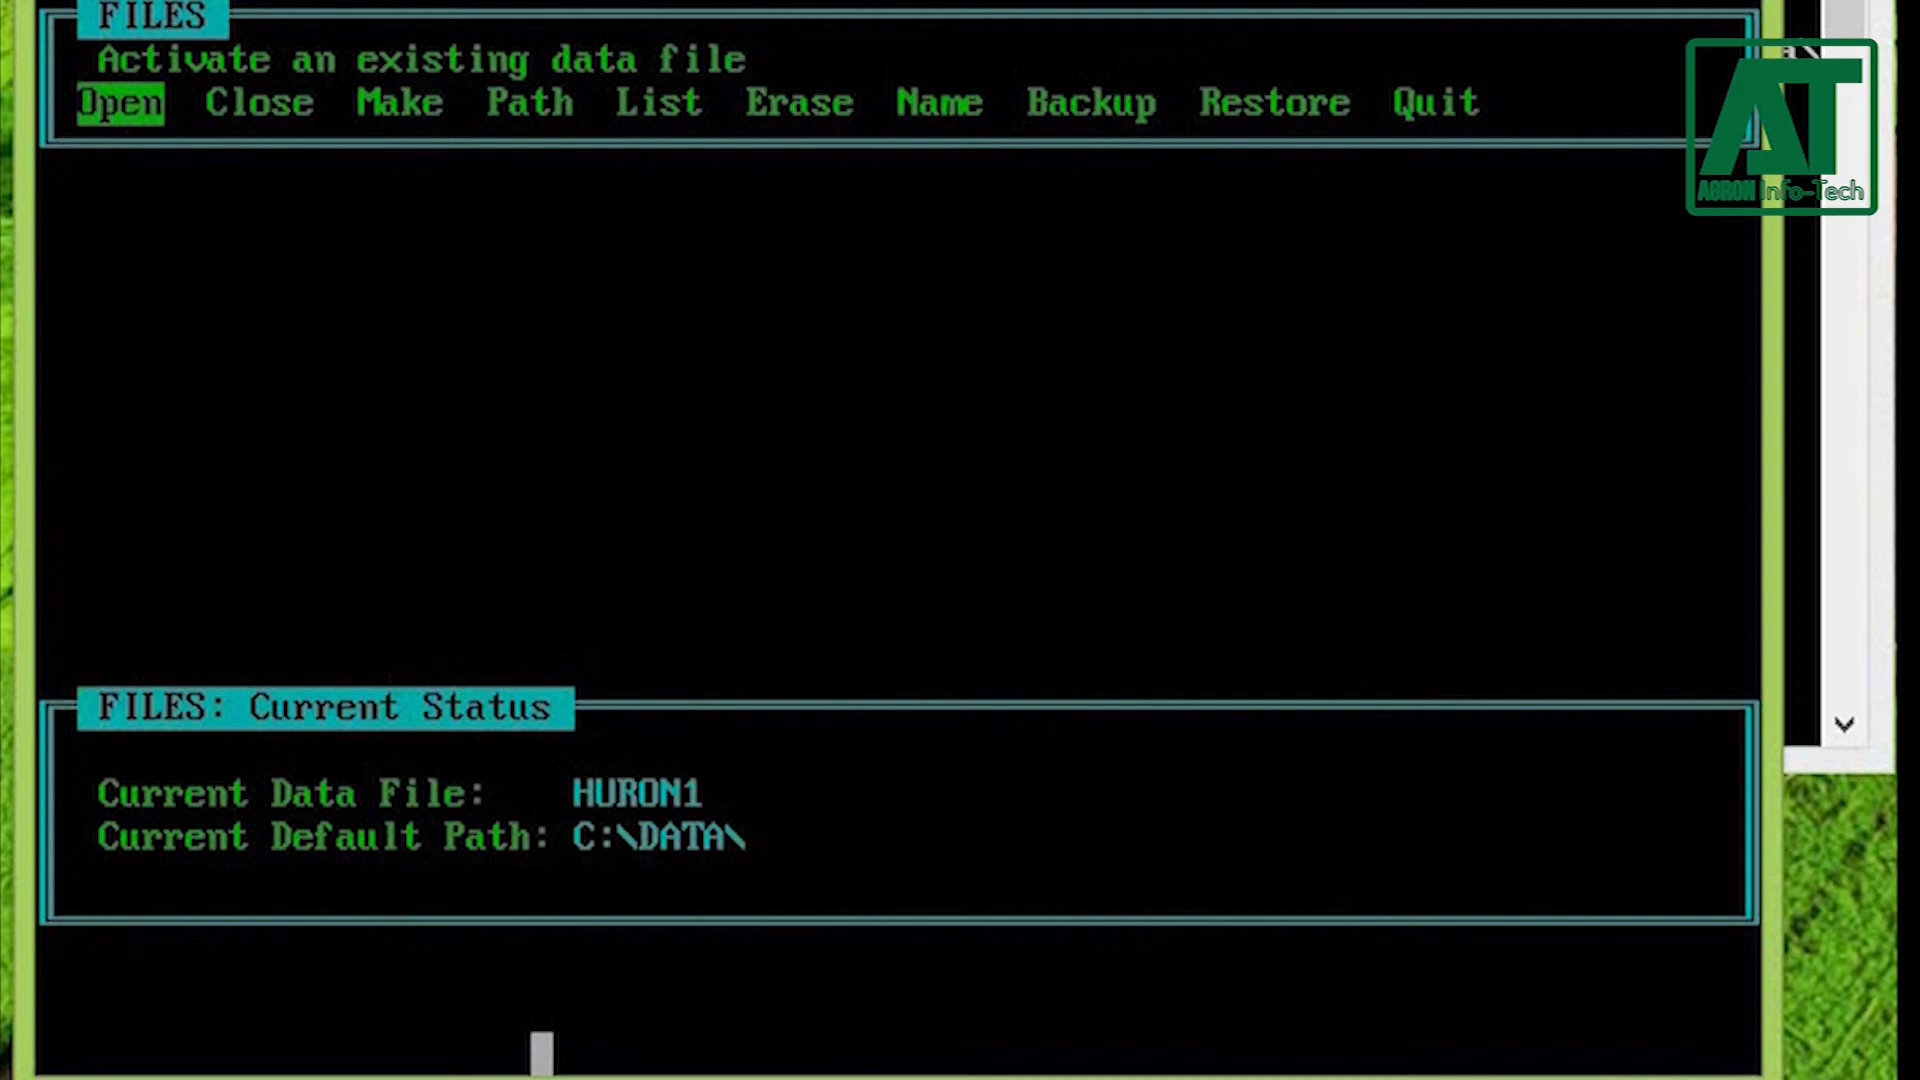 FILES
Activate an existing data file
Open Close Make Path List Erase Name Backup Restore Quit
AT
AGRON Info-Tech
FILES: Current Status
Current Data File: HURON1
Current Default Path: C:\DATA\